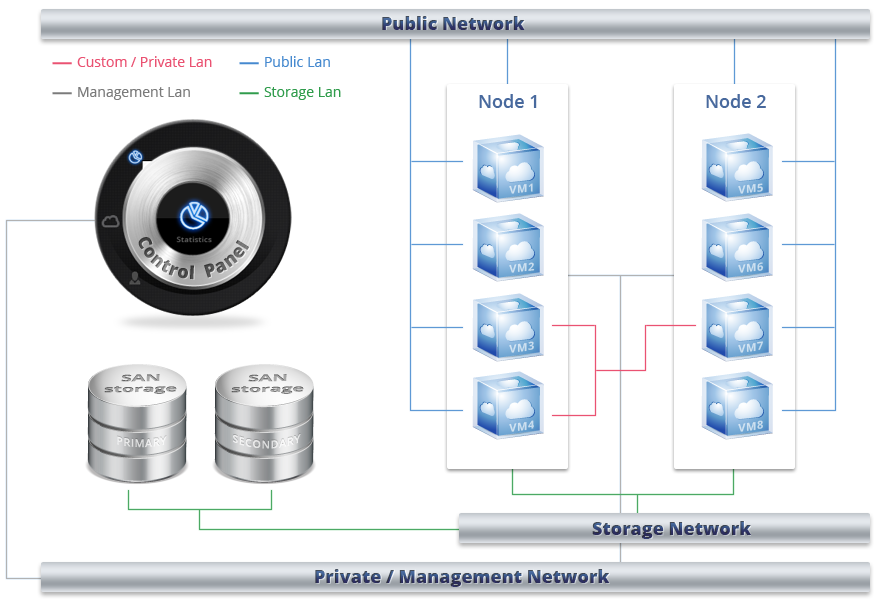 Public Network
Custom / Private Lan
Public Lan
Management Lan
Storage Lan
Node 1
Node 2
VM1
VM5
VM2
VM6
VM3
VM7
VM4
VM8
Statistics
Control Panel
SAN
storage
PRIMARY
SAN
storage
SECONDARY
Storage Network
Private / Management Network